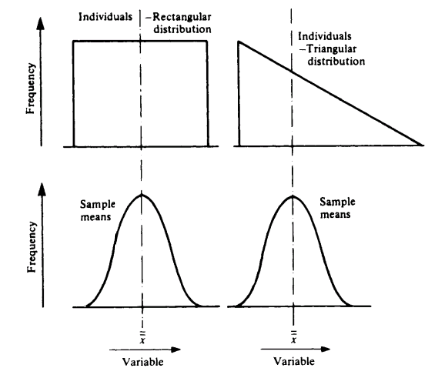 Individuals
–Rectangular
distribution
Individuals
–Triangular
distribution
Frequency
Sample
means
Sample
means
Frequency
x̿
x̿
Variable
Variable